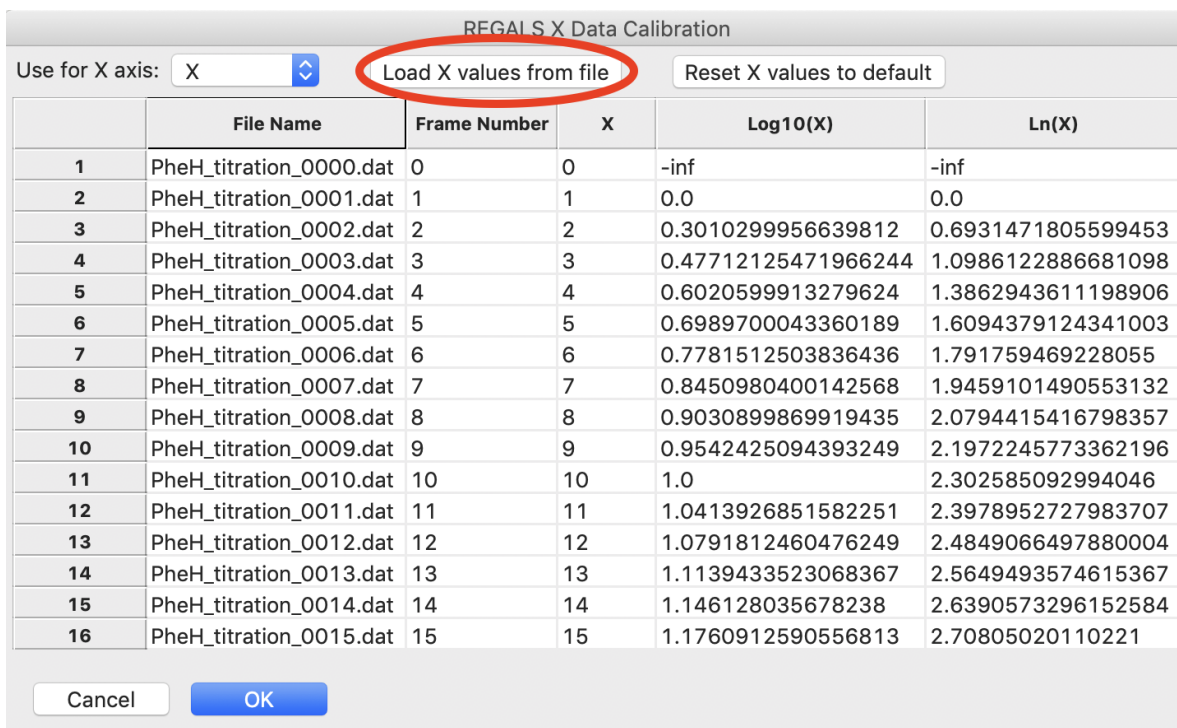 REGALS X Data Calibration
Use for X axis: X Load X values from file Reset X values to default
File Name Frame Number X Log10(X) Ln(X)
1 PheH_titration_0000.dat 0 0 -inf -inf
2 PheH_titration_0001.dat 1 1 0.0 0.0
3 PheH_titration_0002.dat 2 2 0.3010299956639812 0.6931471805599453
4 PheH_titration_0003.dat 3 3 0.47712125471966244 1.0986122886681098
5 PheH_titration_0004.dat 4 4 0.6020599913279624 1.3862943611198906
6 PheH_titration_0005.dat 5 5 0.6989700043360189 1.6094379124341003
7 PheH_titration_0006.dat 6 6 0.7781512503836436 1.791759469228055
8 PheH_titration_0007.dat 7 7 0.8450980400142568 1.9459101490553132
9 PheH_titration_0008.dat 8 8 0.9030899869919435 2.0794415416798357
10 PheH_titration_0009.dat 9 9 0.9542425094393249 2.1972245773362196
11 PheH_titration_0010.dat 10 10 1.0 2.302585092994046
12 PheH_titration_0011.dat 11 11 1.0413926851582251 2.3978952727983707
13 PheH_titration_0012.dat 12 12 1.0791812460476249 2.4849066497880004
14 PheH_titration_0013.dat 13 13 1.1139433523068367 2.5649493574615367
15 PheH_titration_0014.dat 14 14 1.146128035678238 2.6390573296152584
16 PheH_titration_0015.dat 15 15 1.1760912590556813 2.70805020110221
Cancel OK